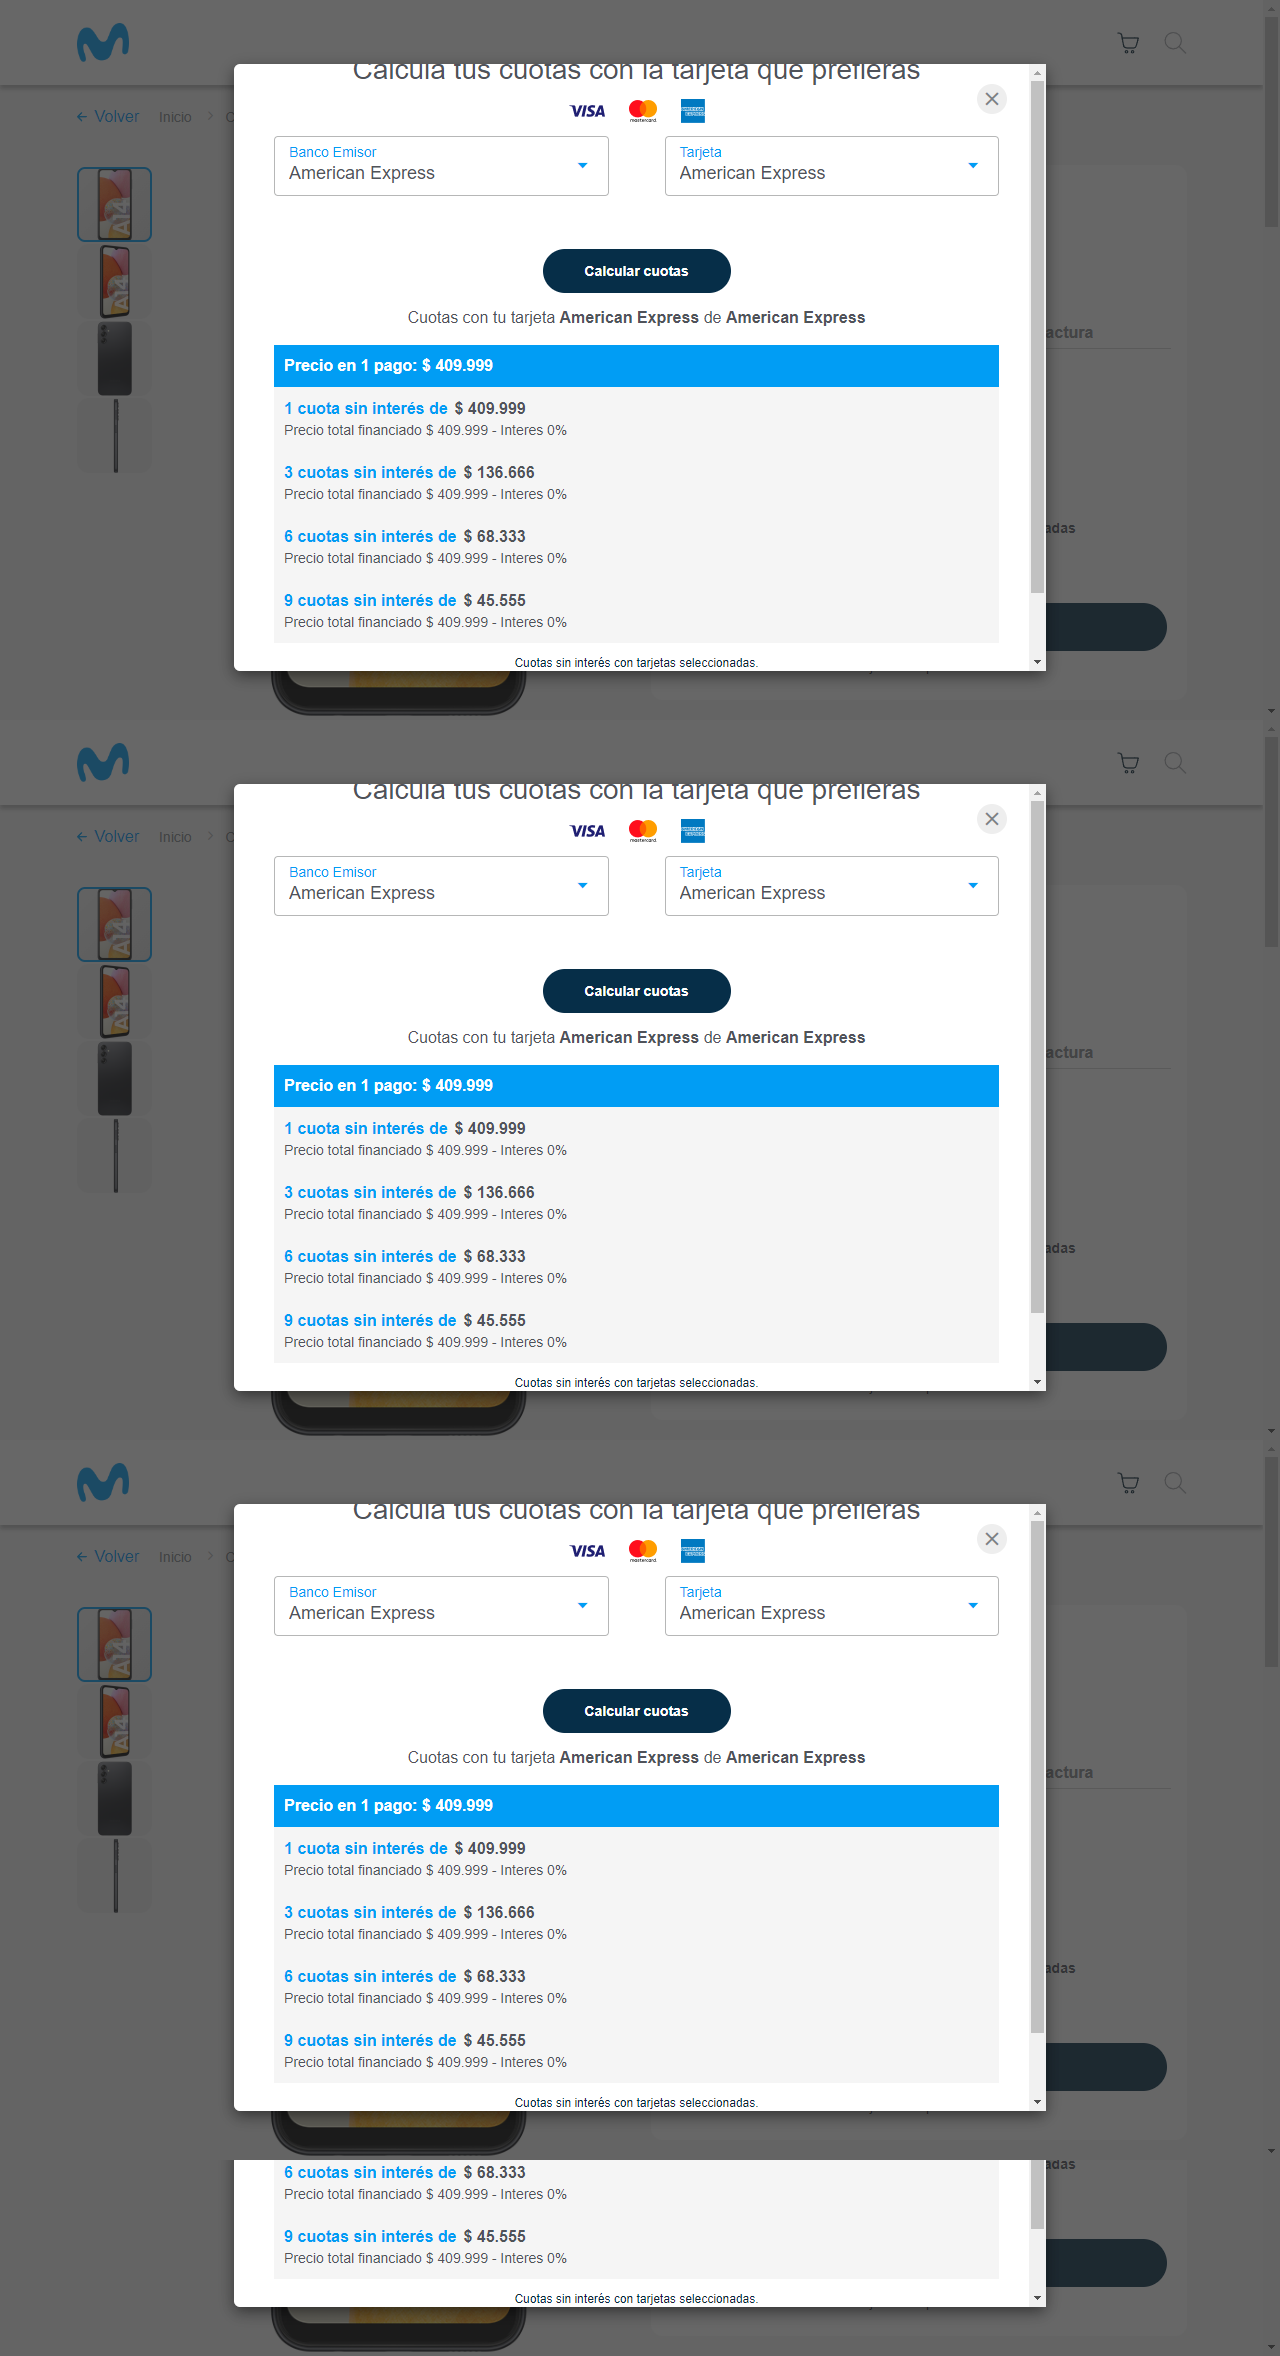 Calcula tus cuotas con la tarjeta que prefieras
VISA
mastercard
AMERICAN EXPRESS
← Volver Inicio > C
Banco Emisor
American Express
Tarjeta
American Express
A14
A14
Calcular cuotas
Cuotas con tu tarjeta American Express de American Express
actura
Precio en 1 pago: $ 409.999
1 cuota sin interés de $ 409.999
Precio total financiado $ 409.999 - Interes 0%
3 cuotas sin interés de $ 136.666
Precio total financiado $ 409.999 - Interes 0%
adas
6 cuotas sin interés de $ 68.333
Precio total financiado $ 409.999 - Interes 0%
9 cuotas sin interés de $ 45.555
Precio total financiado $ 409.999 - Interes 0%
Cuotas sin interés con tarjetas seleccionadas.
Calcula tus cuotas con la tarjeta que prefieras
VISA
mastercard
AMERICAN EXPRESS
← Volver Inicio > C
Banco Emisor
American Express
Tarjeta
American Express
A14
A14
Calcular cuotas
Cuotas con tu tarjeta American Express de American Express
actura
Precio en 1 pago: $ 409.999
1 cuota sin interés de $ 409.999
Precio total financiado $ 409.999 - Interes 0%
3 cuotas sin interés de $ 136.666
Precio total financiado $ 409.999 - Interes 0%
adas
6 cuotas sin interés de $ 68.333
Precio total financiado $ 409.999 - Interes 0%
9 cuotas sin interés de $ 45.555
Precio total financiado $ 409.999 - Interes 0%
Cuotas sin interés con tarjetas seleccionadas.
Calcula tus cuotas con la tarjeta que prefieras
VISA
mastercard
AMERICAN EXPRESS
← Volver Inicio > C
Banco Emisor
American Express
Tarjeta
American Express
A14
A14
Calcular cuotas
Cuotas con tu tarjeta American Express de American Express
actura
Precio en 1 pago: $ 409.999
1 cuota sin interés de $ 409.999
Precio total financiado $ 409.999 - Interes 0%
3 cuotas sin interés de $ 136.666
Precio total financiado $ 409.999 - Interes 0%
adas
6 cuotas sin interés de $ 68.333
Precio total financiado $ 409.999 - Interes 0%
9 cuotas sin interés de $ 45.555
Precio total financiado $ 409.999 - Interes 0%
Cuotas sin interés con tarjetas seleccionadas.
adas
6 cuotas sin interés de $ 68.333
Precio total financiado $ 409.999 - Interes 0%
9 cuotas sin interés de $ 45.555
Precio total financiado $ 409.999 - Interes 0%
Cuotas sin interés con tarjetas seleccionadas.